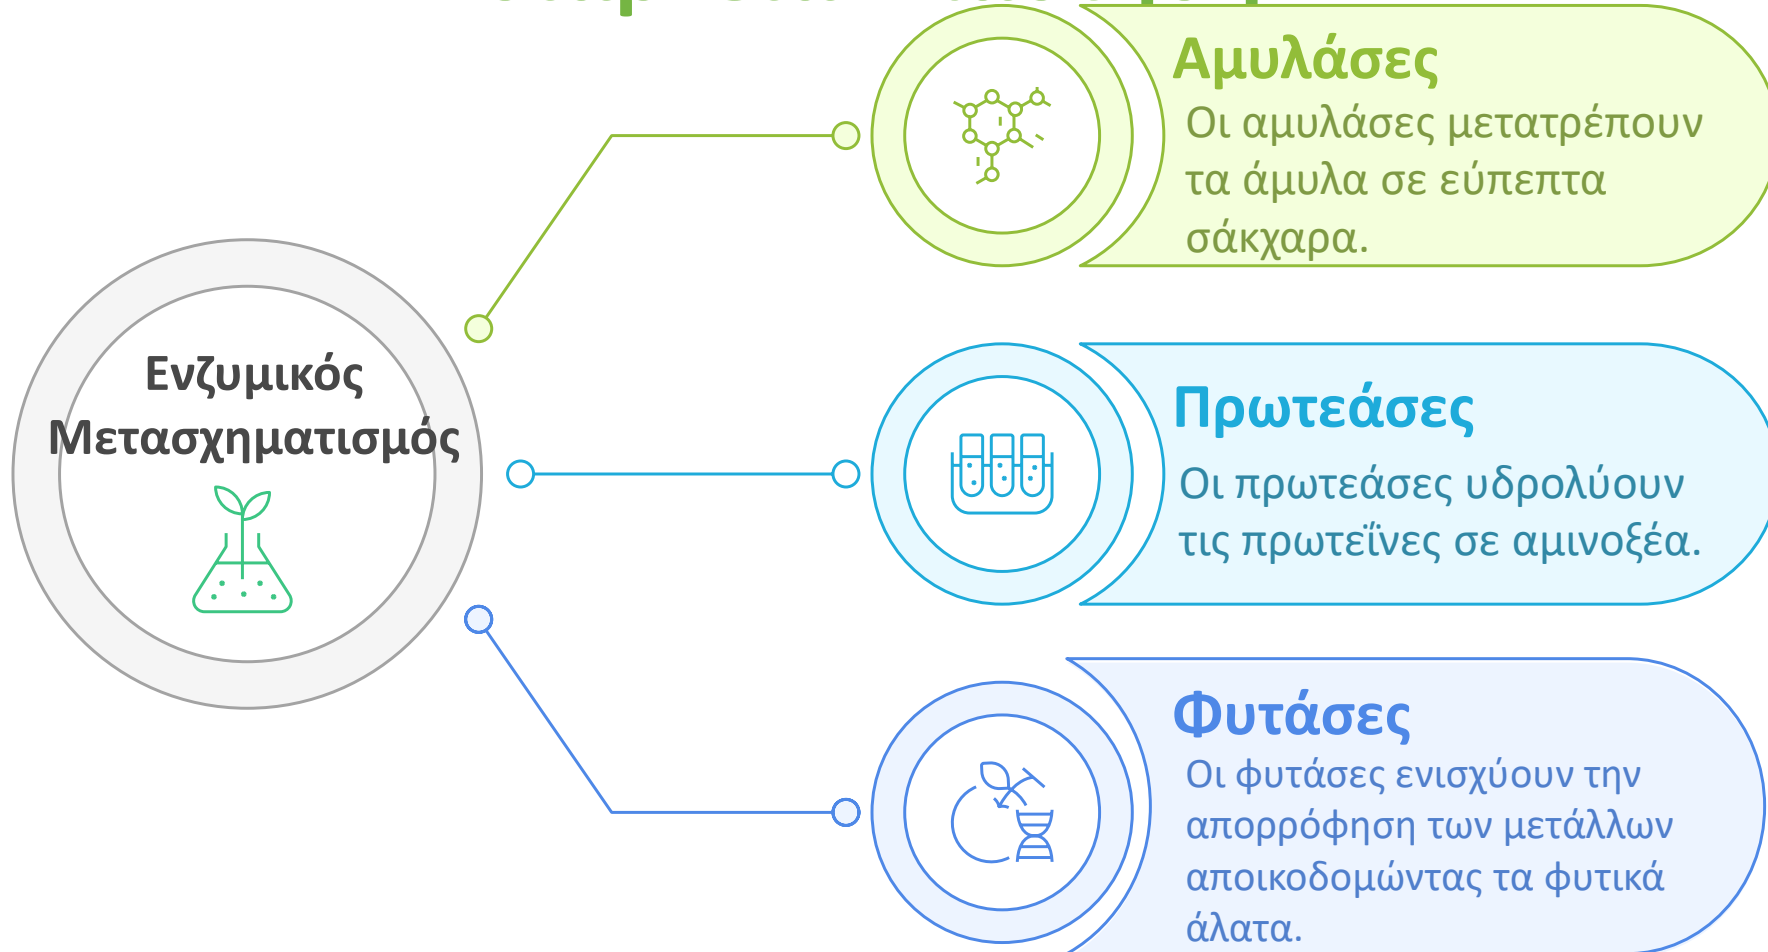 Ενζυμικός
Μετασχηματισμός
Αμυλάσες
Οι αμυλάσες μετατρέπουν
τα άμυλα σε εύπεπτα
σάκχαρα.
Πρωτεάσες
Οι πρωτεάσες υδρολύουν
τις πρωτεΐνες σε αμινοξέα.
Φυτάσες
Οι φυτάσες ενισχύουν την
απορρόφηση των μετάλλων
αποικοδομώντας τα φυτικά
άλατα.